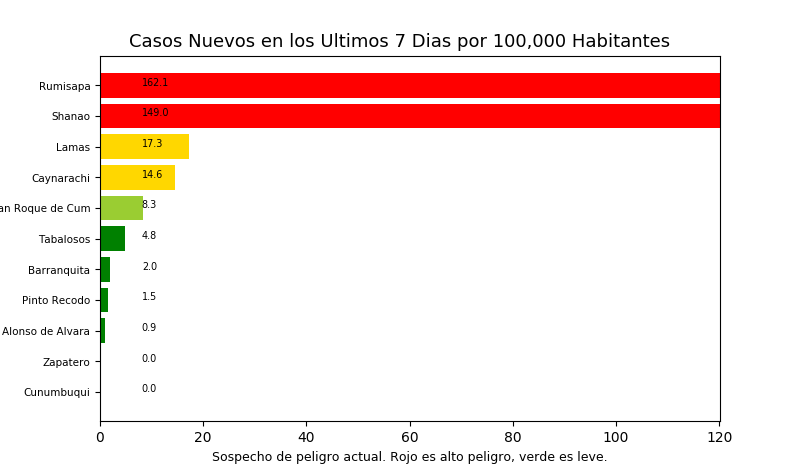 Casos Nuevos en los Ultimos 7 Dias por 100,000 Habitantes
Rumisapa 162.1
Shanao 149.0
Lamas 17.3
Caynarachi 14.6
an Roque de Cum 8.3
Tabalosos 4.8
Barranquita 2.0
Pinto Recodo 1.5
Alonso de Alvara 0.9
Zapatero 0.0
Cunumbuqui 0.0
0 20 40 60 80 100 120
Sospecho de peligro actual. Rojo es alto peligro, verde es leve.